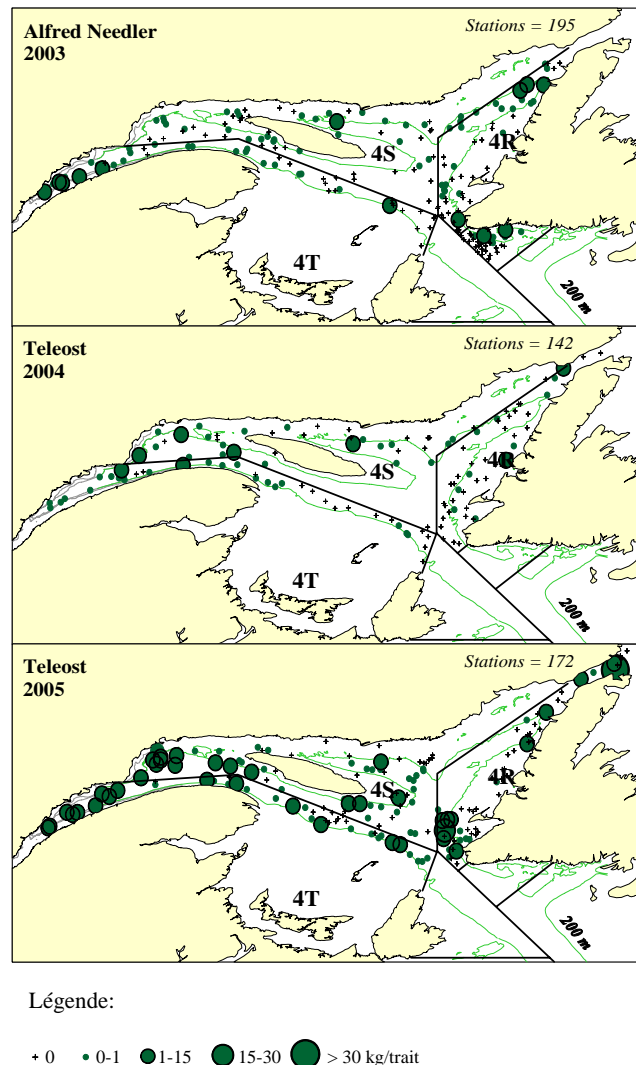 Alfred Needler
2003
Stations = 195
4S
4R
4T
200 m
Teleost
2004
Stations = 142
4S
4R
4T
200 m
Teleost
2005
Stations = 172
4S
4R
4T
200 m
Légende:
+ 0 0-1 1-15 15-30 > 30 kg/trait